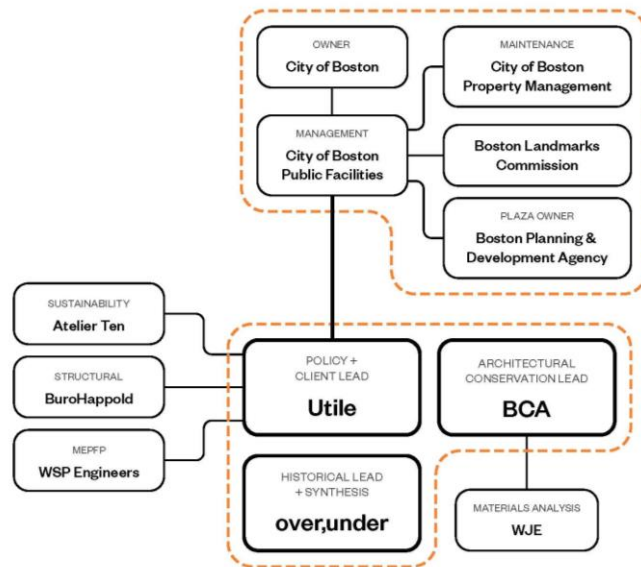 OWNER
City of Boston
MAINTENANCE
City of Boston
Property Management
MANAGEMENT
City of Boston
Public Facilities
Boston Landmarks
Commission
PLAZA OWNER
Boston Planning &
Development Agency
SUSTAINABILITY
Atelier Ten
STRUCTURAL
BuroHappold
MEPFP
WSP Engineers
POLICY +
CLIENT LEAD
Utile
ARCHITECTURAL
CONSERVATION LEAD
BCA
HISTORICAL LEAD
+ SYNTHESIS
over,under
MATERIALS ANALYSIS
WJE